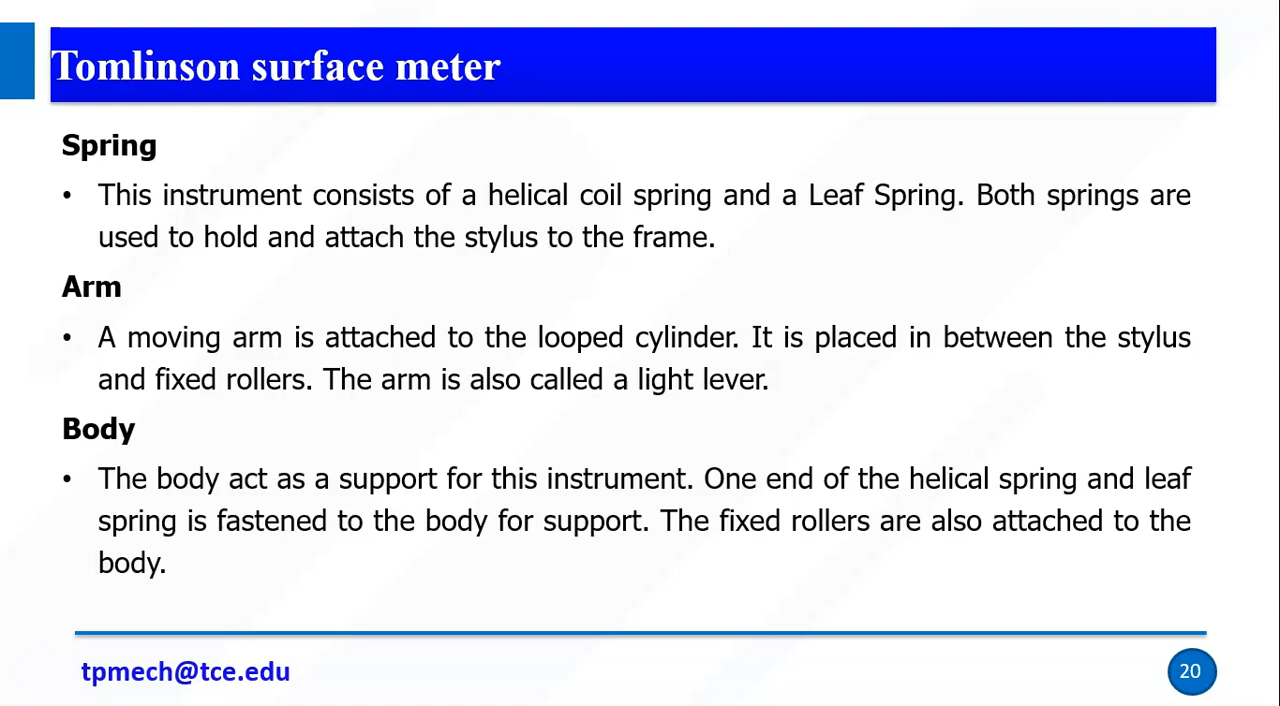 Tomlinson surface meter
Spring
• This instrument consists of a helical coil spring and a Leaf Spring. Both springs are
used to hold and attach the stylus to the frame.
Arm
• A moving arm is attached to the looped cylinder. It is placed in between the stylus
and fixed rollers. The arm is also called a light lever.
Body
• The body act as a support for this instrument. One end of the helical spring and leaf
spring is fastened to the body for support. The fixed rollers are also attached to the
body.
tpmech@tce.edu
20